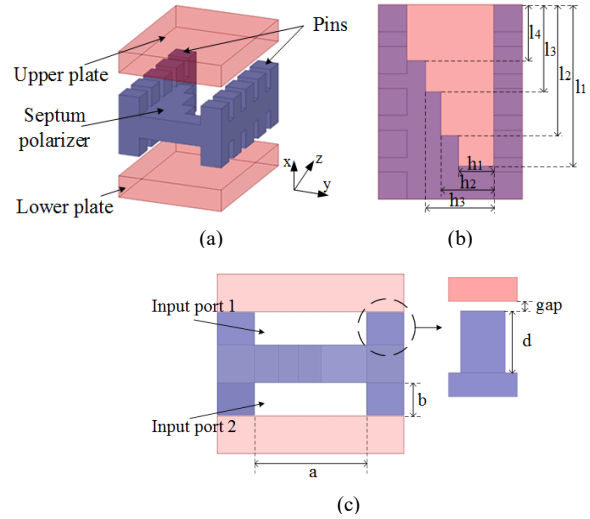 Pins
Upper plate
Septum
polarizer
Lower plate
x
z
y
(a)
l4
l3
l2
l1
h1
h2
h3
(b)
Input port 1
gap
d
b
Input port 2
a
(c)